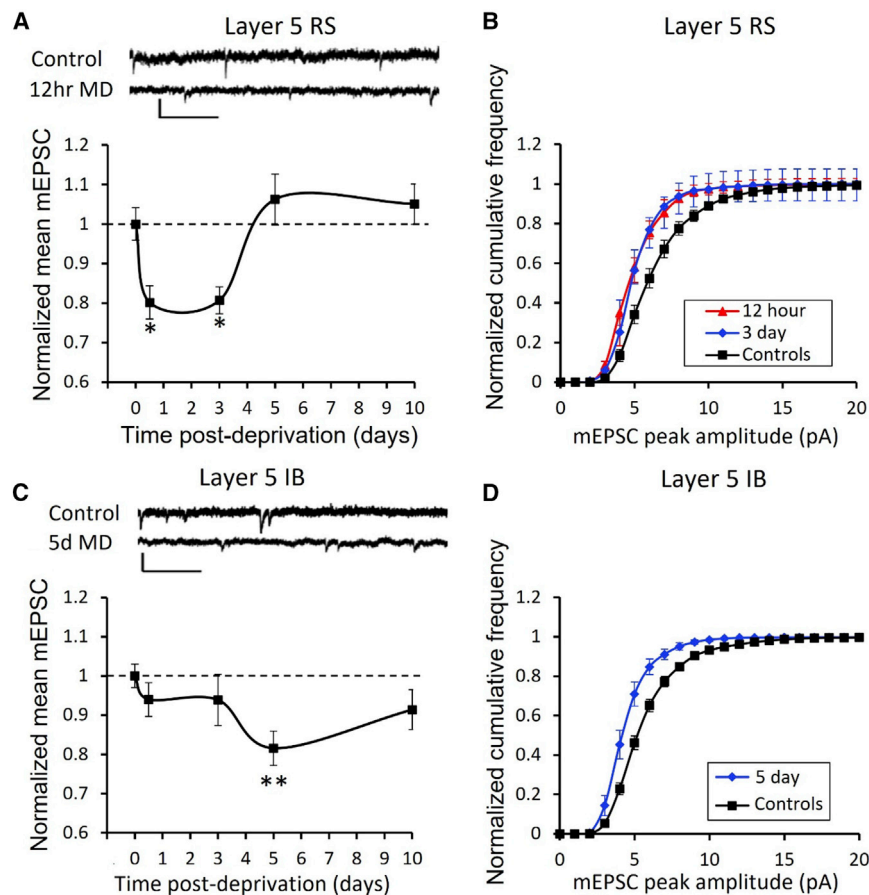 A
Layer 5 RS
Control
12hr MD
Normalized mean mEPSC
1.2
1.1
1
0.9
0.8
0.7
0.6
*
*
0 1 2 3 4 5 6 7 8 9 10
Time post-deprivation (days)
B
Layer 5 RS
Normalized cumulative frequency
1.2
1
0.8
0.6
0.4
0.2
0
12 hour
3 day
Controls
0 5 10 15 20
mEPSC peak amplitude (pA)
C
Layer 5 IB
Control
5d MD
Normalized mean mEPSC
1.2
1.1
1
0.9
0.8
0.7
0.6
**
0 1 2 3 4 5 6 7 8 9 10
Time post-deprivation (days)
D
Layer 5 IB
Normalized cumulative frequency
1.2
1
0.8
0.6
0.4
0.2
0
5 day
Controls
0 5 10 15 20
mEPSC peak amplitude (pA)